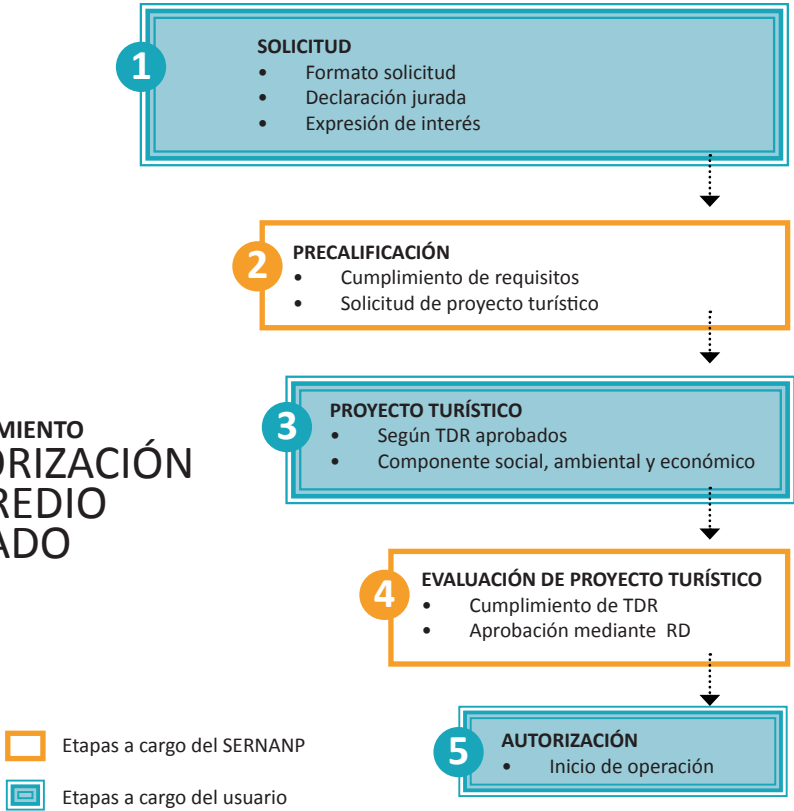 1
SOLICITUD
• Formato solicitud
• Declaración jurada
• Expresión de interés
2
PRECALIFICACIÓN
• Cumplimiento de requisitos
• Solicitud de proyecto turístico
3
PROYECTO TURÍSTICO
• Según TDR aprobados
• Componente social, ambiental y económico
MIENTO
ORIZACIÓN
REDIO
ADO
4
EVALUACIÓN DE PROYECTO TURÍSTICO
• Cumplimiento de TDR
• Aprobación mediante RD
5
AUTORIZACIÓN
• Inicio de operación
Etapas a cargo del SERNANP
Etapas a cargo del usuario